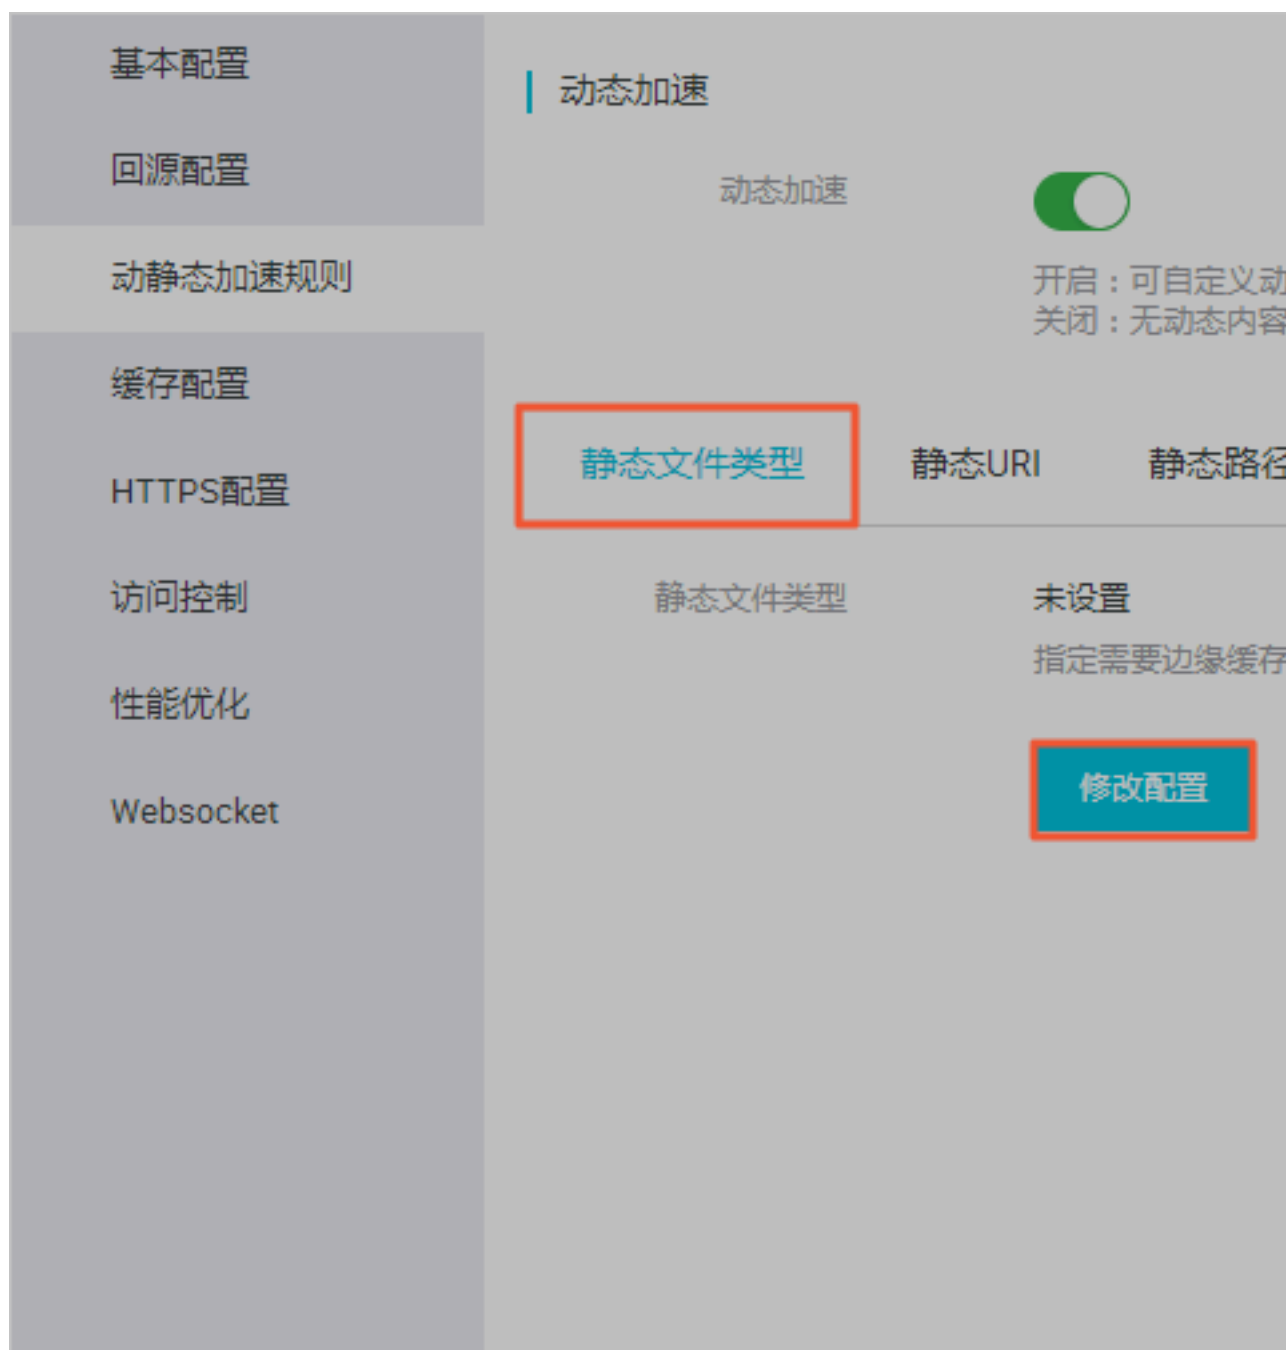 基本配置
回源配置
动静态加速规则
缓存配置
HTTPS配置
访问控制
性能优化
Websocket
动态加速
动态加速
开启：可自定义动
关闭：无动态内容
静态文件类型
静态URI
静态路径
静态文件类型
未设置
指定需要边缘缓存
修改配置